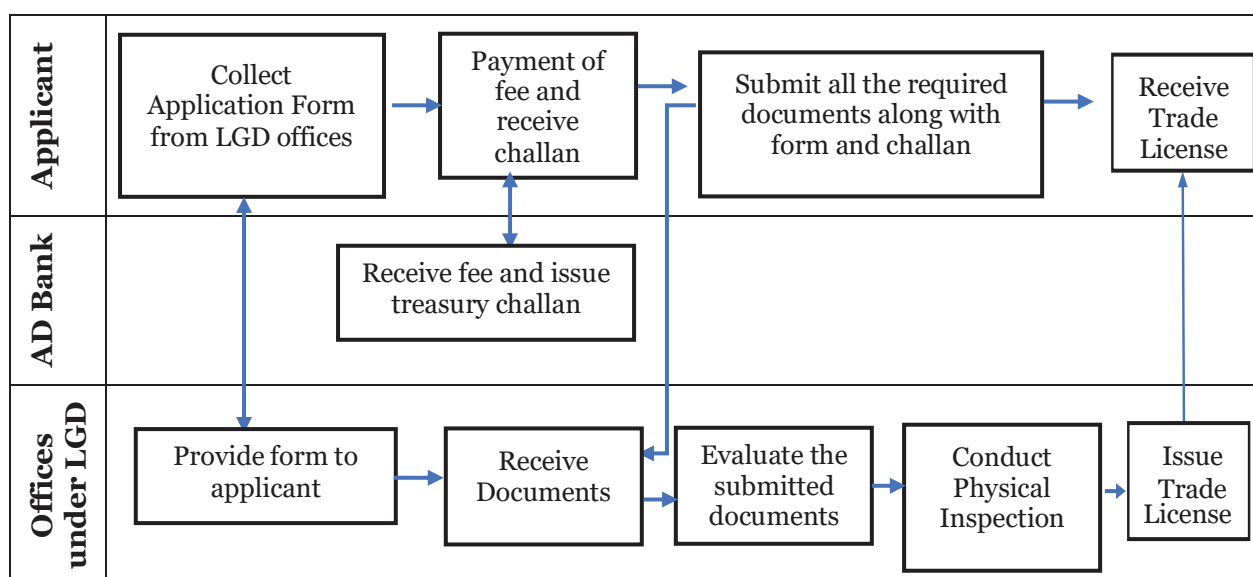 Applicant
Collect
Application Form
from LGD offices
Payment of
fee and
receive
challan
Submit all the required
documents along with
form and challan
Receive
Trade
License
AD Bank
Receive fee and issue
treasury challan
Offices
under LGD
Provide form to
applicant
Receive
Documents
Evaluate the
submitted
documents
Conduct
Physical
Inspection
Issue
Trade
License